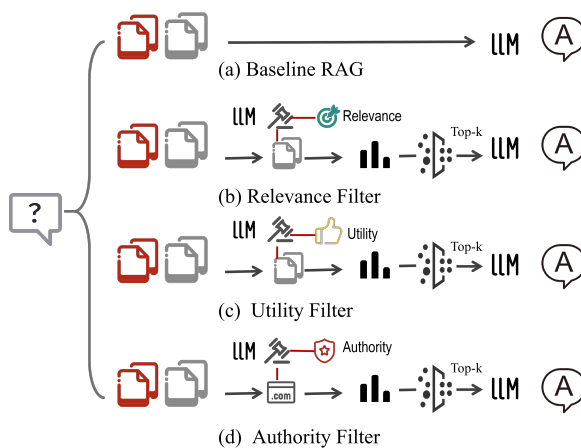 LLM A
(a) Baseline RAG
LLM Relevance
Top-k
LLM A
(b) Relevance Filter
?
LLM Utility
Top-k
LLM A
(c) Utility Filter
LLM Authority
Top-k
.com
LLM A
(d) Authority Filter